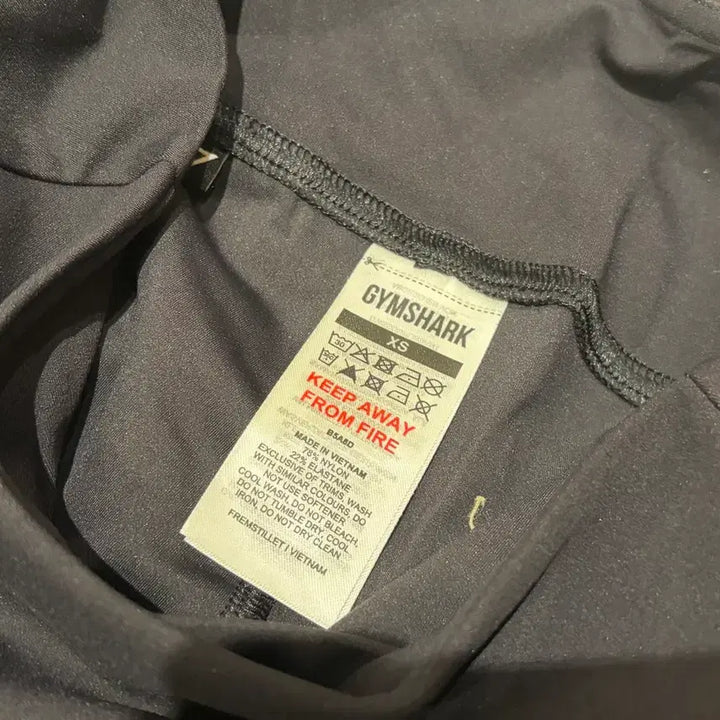 GYMSHARK
XS
30
KEEP AWAY
FROM FIRE
B5A8D
MADE IN VIETNAM
78% NYLON
22% ELASTANE
EXCLUSIVE OF TRIMS, WASH
WITH SIMILAR COLOURS, DO
NOT USE SOFTENER
COOL WASH, DO NOT BLEACH,
DO NOT TUMBLE DRY, COOL
IRON, DO NOT DRY CLEAN
FREMSTILLET I VIETNAM